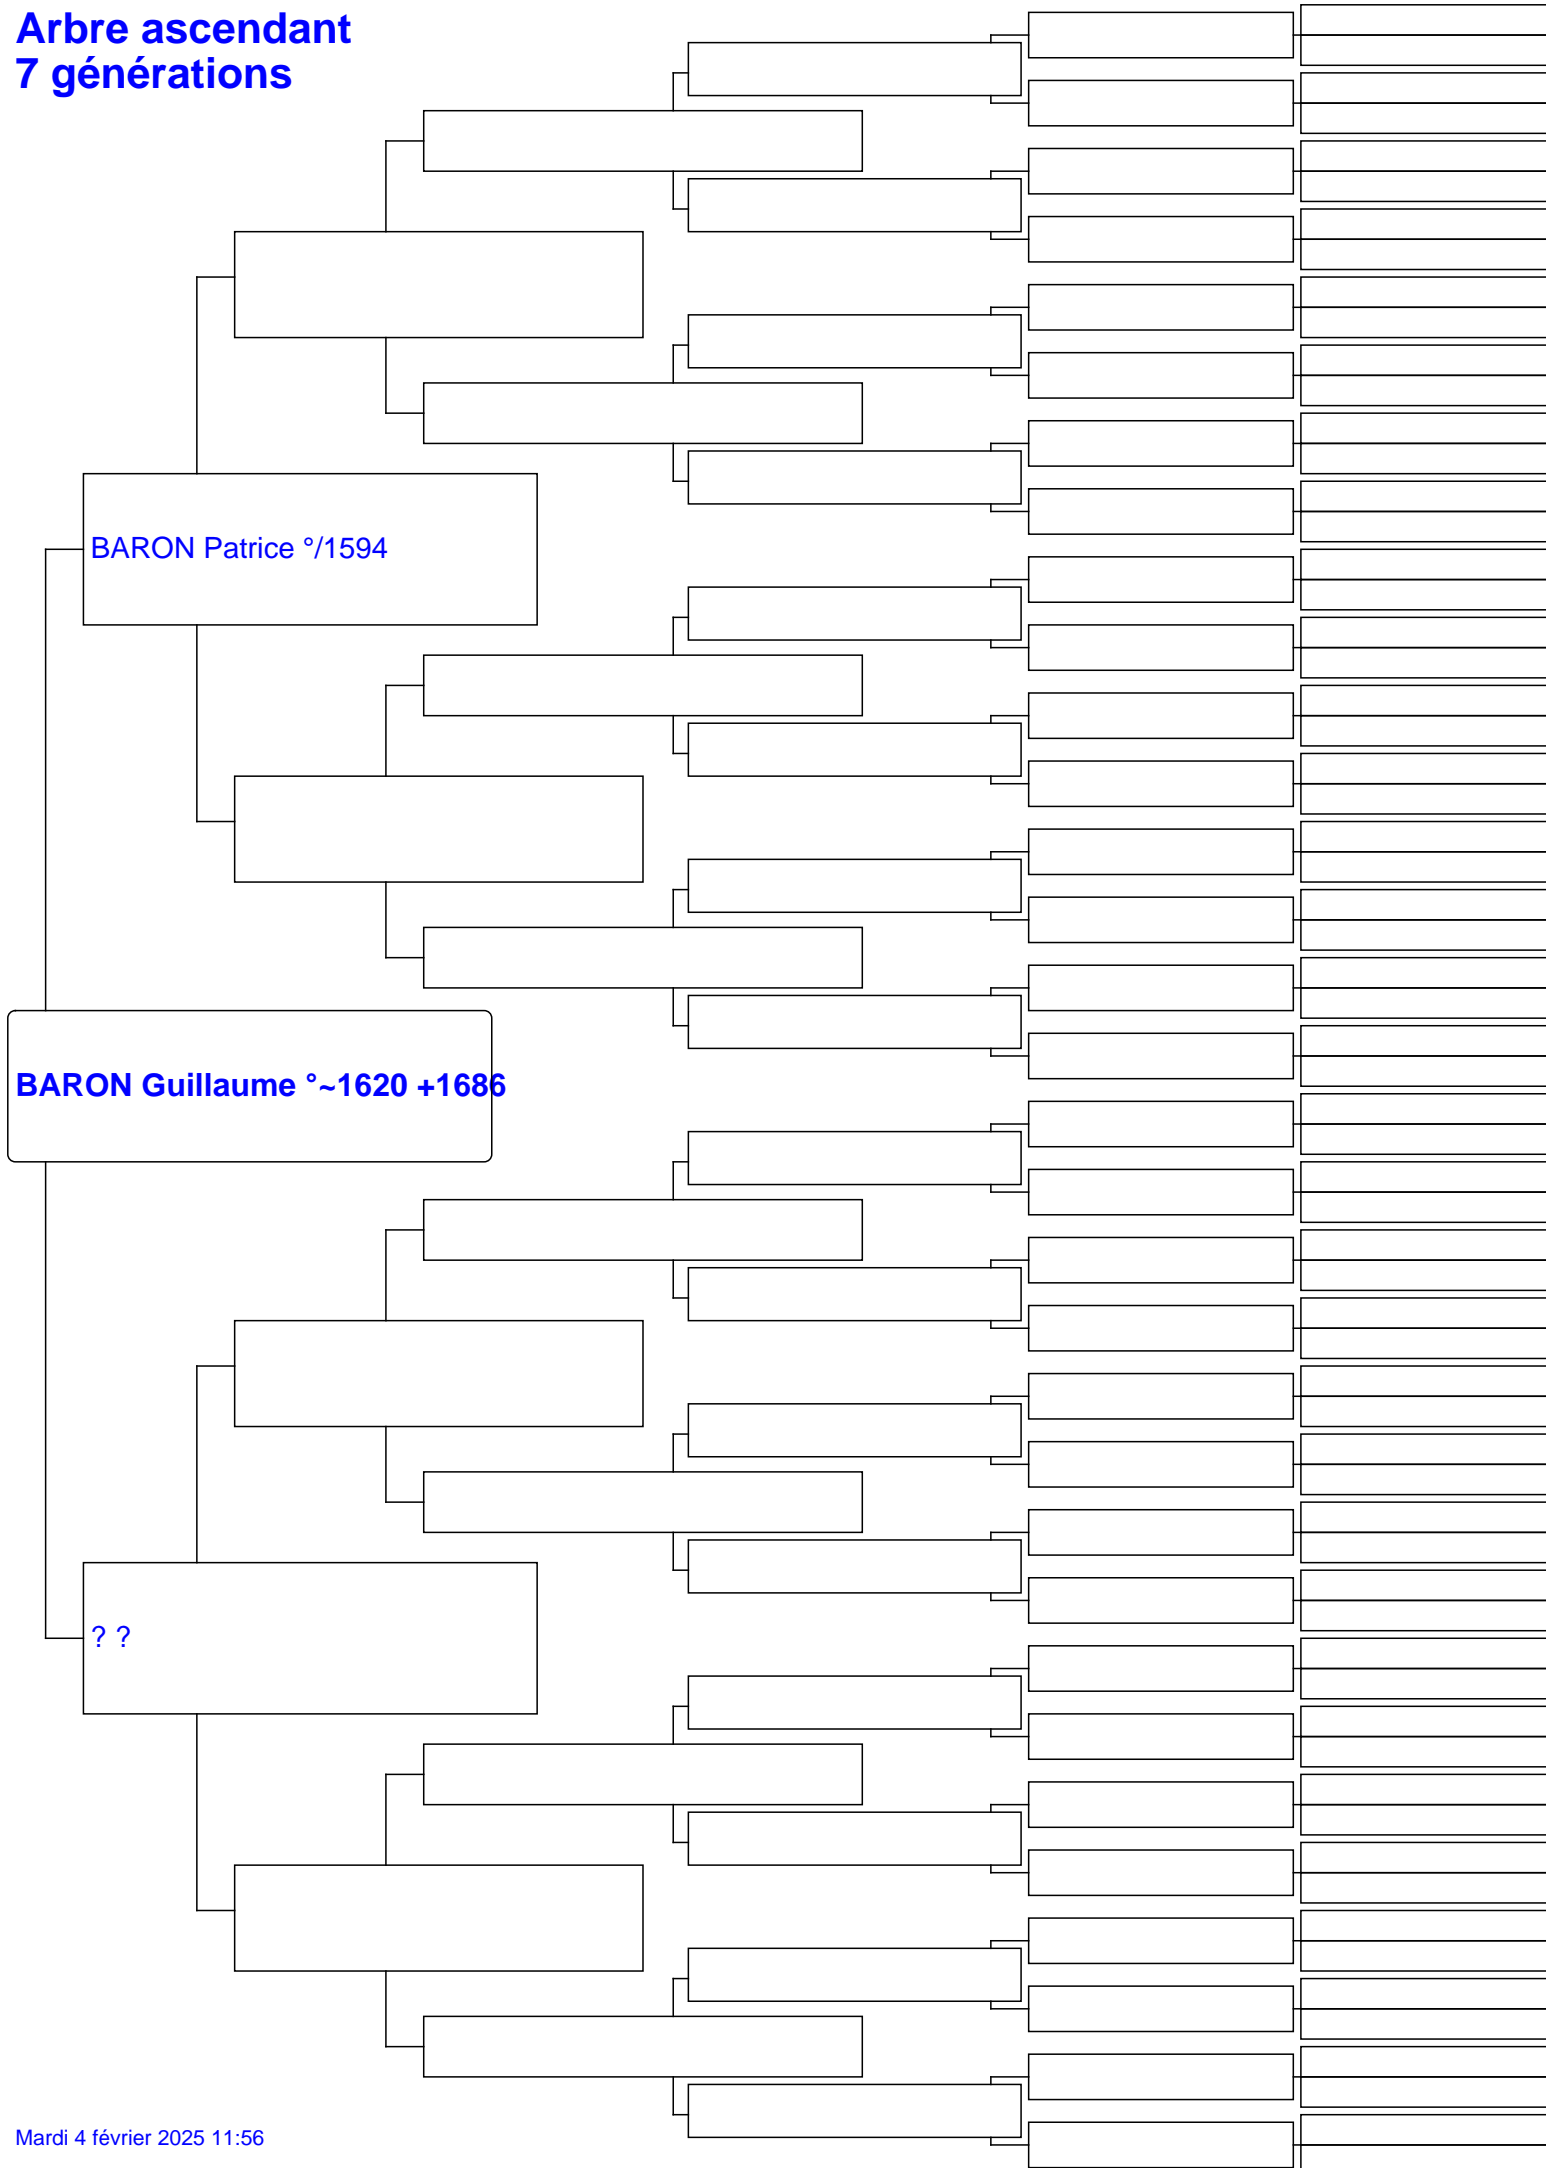 Arbre ascendant
7 générations
BARON Patrice °/1594
BARON Guillaume °~1620 +1686
? ?
Mardi 4 février 2025 11:56